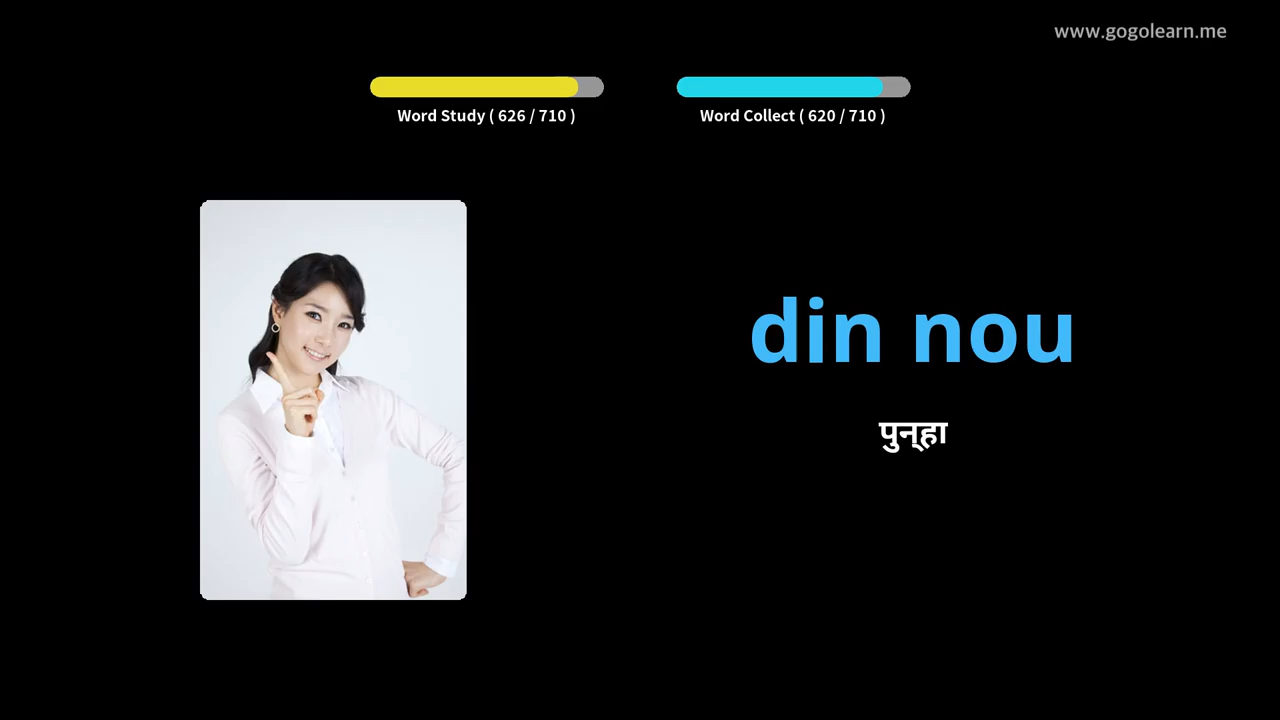 www.gogolearn.me
Word Study ( 626 / 710 )
Word Collect ( 620 / 710 )
din nou
पुन्हा